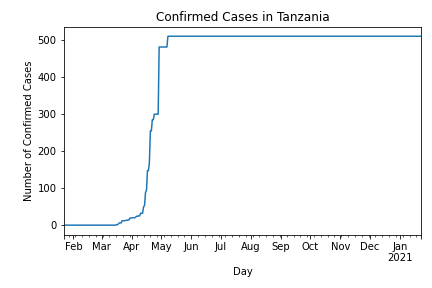 Confirmed Cases in Tanzania
Number of Confirmed Cases
500
400
300
200
100
0
Feb Mar Apr May Jun Jul Aug Sep Oct Nov Dec Jan
2021
Day